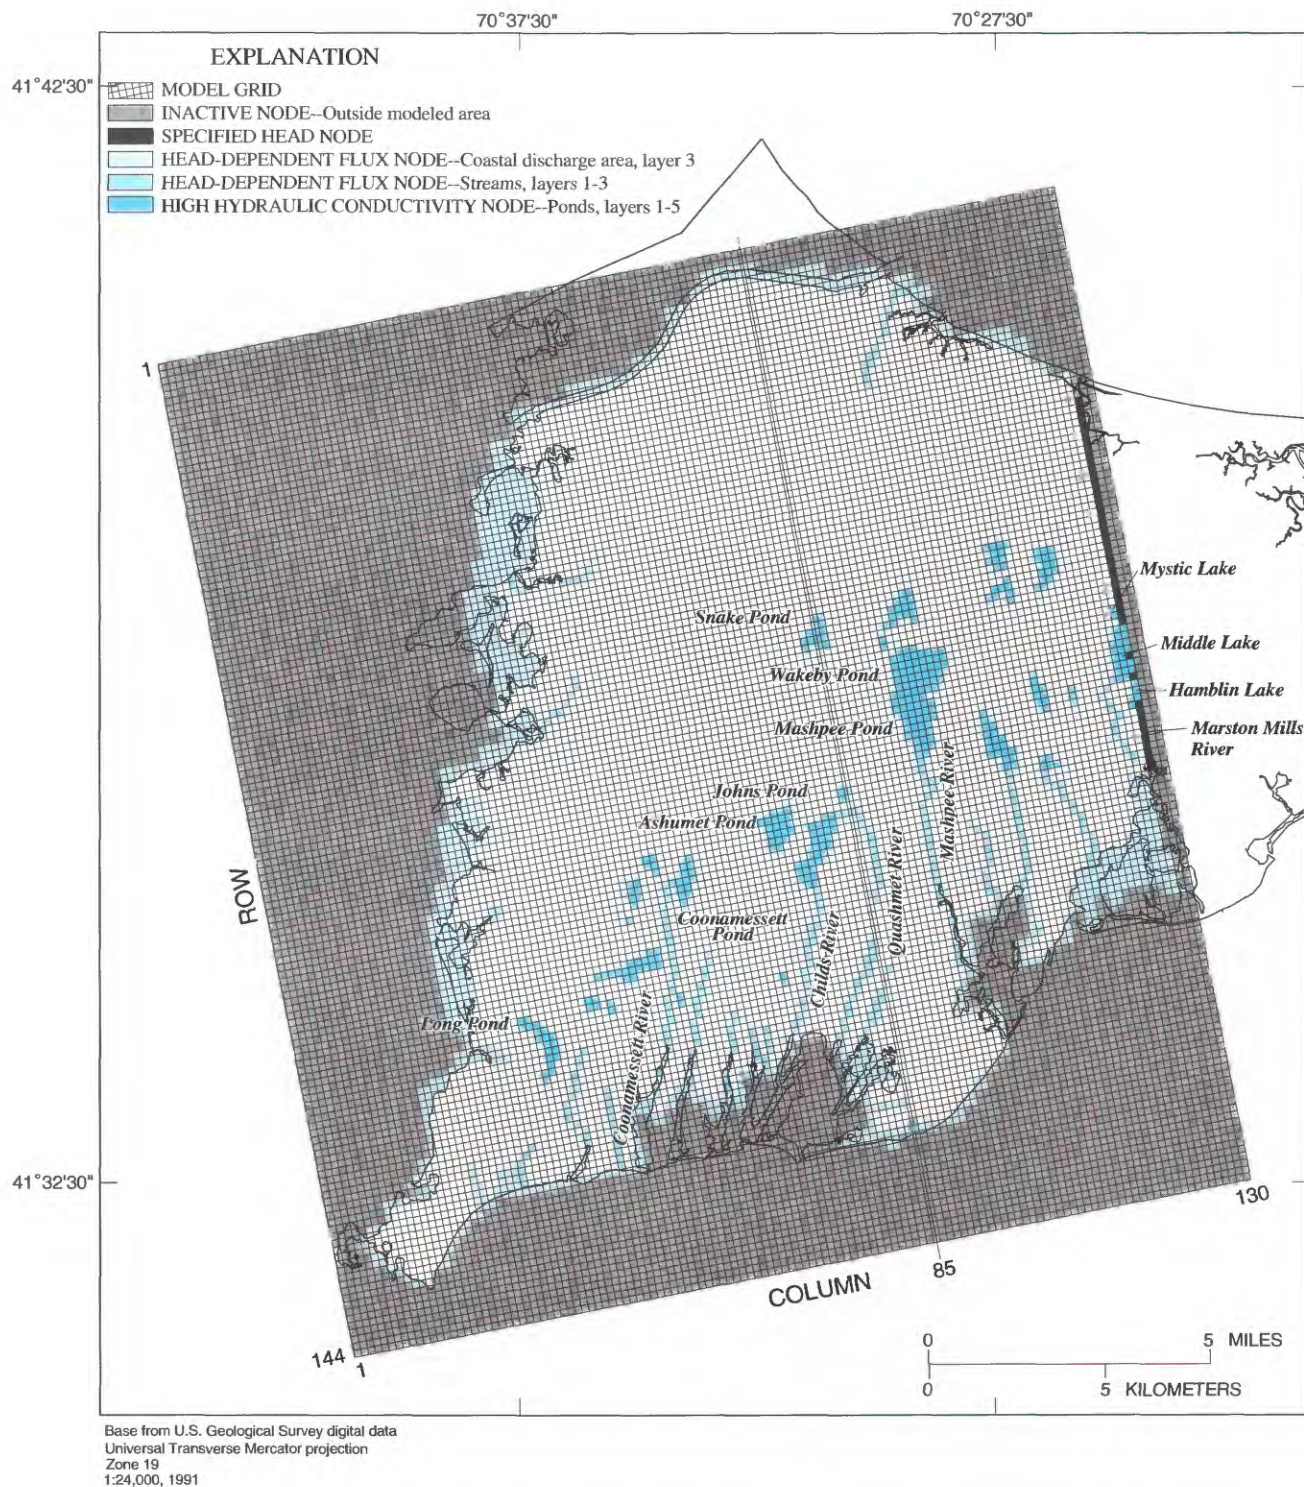 70°37'30"
70°27'30"
41°42'30"
EXPLANATION
MODEL GRID
INACTIVE NODE--Outside modeled area
SPECIFIED HEAD NODE
HEAD-DEPENDENT FLUX NODE--Coastal discharge area, layer 3
HEAD-DEPENDENT FLUX NODE--Streams, layers 1-3
HIGH HYDRAULIC CONDUCTIVITY NODE--Ponds, layers 1-5
1
Mystic Lake
Snake Pond
Middle Lake
Wakeby Pond
Hamblin Lake
Mashpee Pond
Marston Mills
River
Mashpee River
Johns Pond
Ashumet Pond
Quashmet River
ROW
Coonamessett
Pond
Childs River
Long Pond
Coonamessett River
41°32'30"
130
85
COLUMN
144
1
0 5 MILES
0 5 KILOMETERS
Base from U.S. Geological Survey digital data
Universal Transverse Mercator projection
Zone 19
1:24,000, 1991